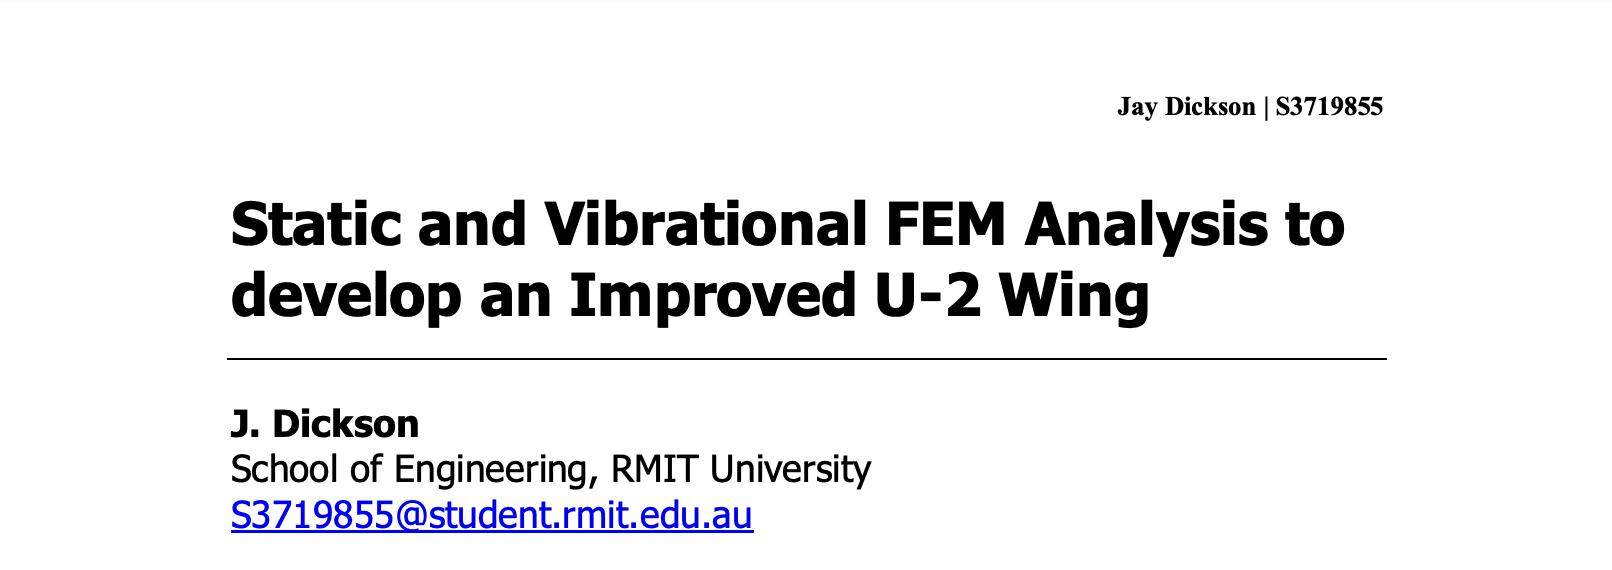 Jay Dickson | S3719855
Static and Vibrational FEM Analysis to
develop an Improved U-2 Wing
J. Dickson
School of Engineering, RMIT University
S3719855@student.rmit.edu.au